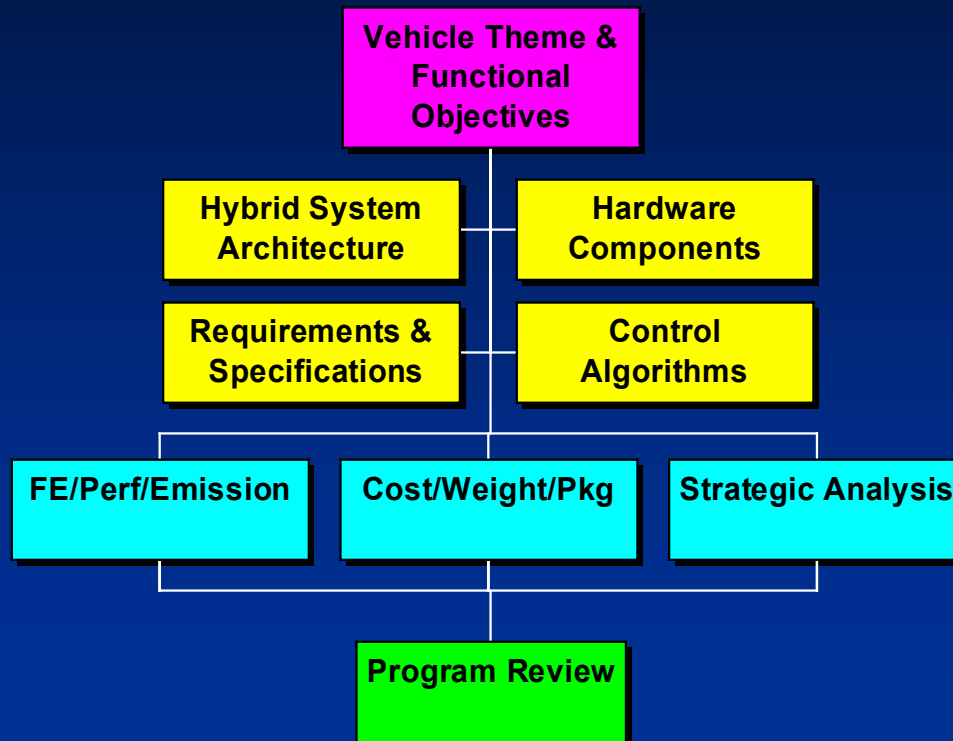 Vehicle Theme &
Functional
Objectives
Hybrid System
Architecture
Hardware
Components
Requirements &
Specifications
Control
Algorithms
FE/Perf/Emission
Cost/Weight/Pkg
Strategic Analysis
Program Review